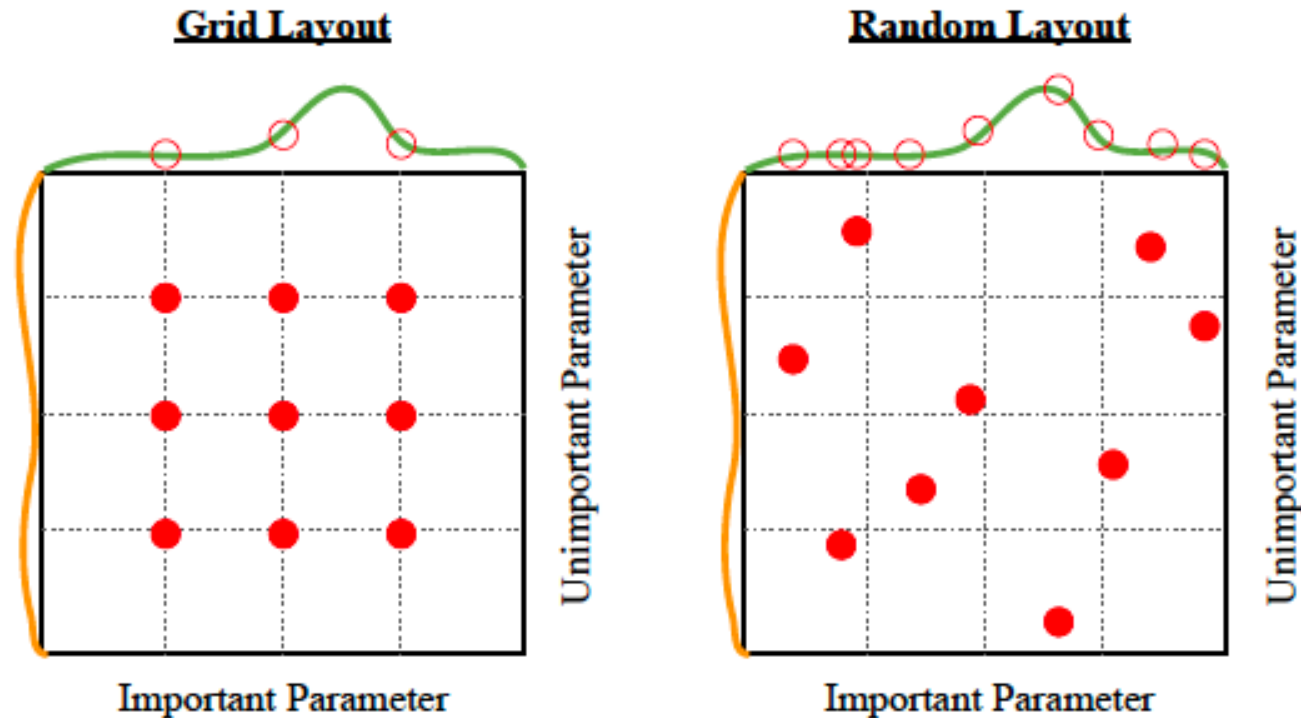 Grid Layout
Random Layout
Unimportant Parameter
Unimportant Parameter
Important Parameter
Important Parameter